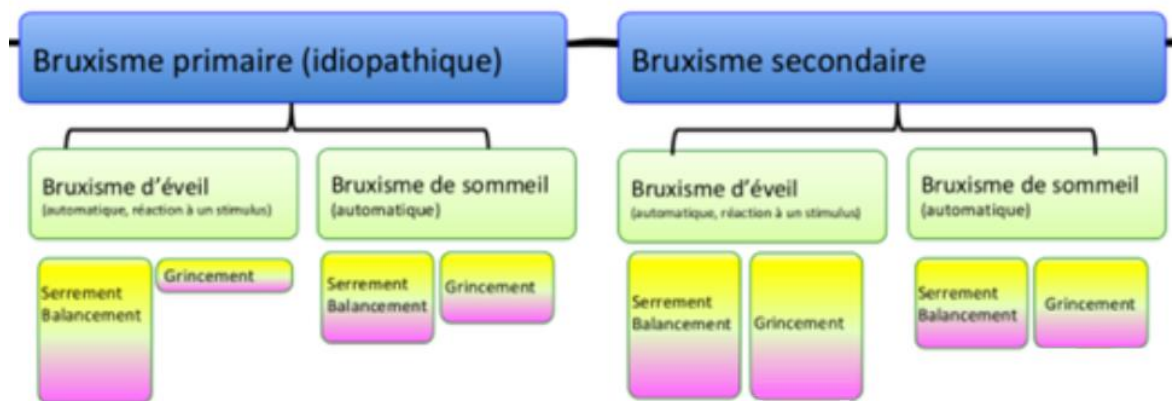 Bruxisme primaire (idiopathique)
Bruxisme secondaire
Bruxisme d'éveil
(automatique, réaction à un stimulus)
Bruxisme de sommeil
(automatique)
Bruxisme d'éveil
(automatique, réaction à un stimulus)
Bruxisme de sommeil
(automatique)
Serrement
Balancement
Grincement
Serrement
Balancement
Grincement
Serrement
Balancement
Grincement
Serrement
Balancement
Grincement